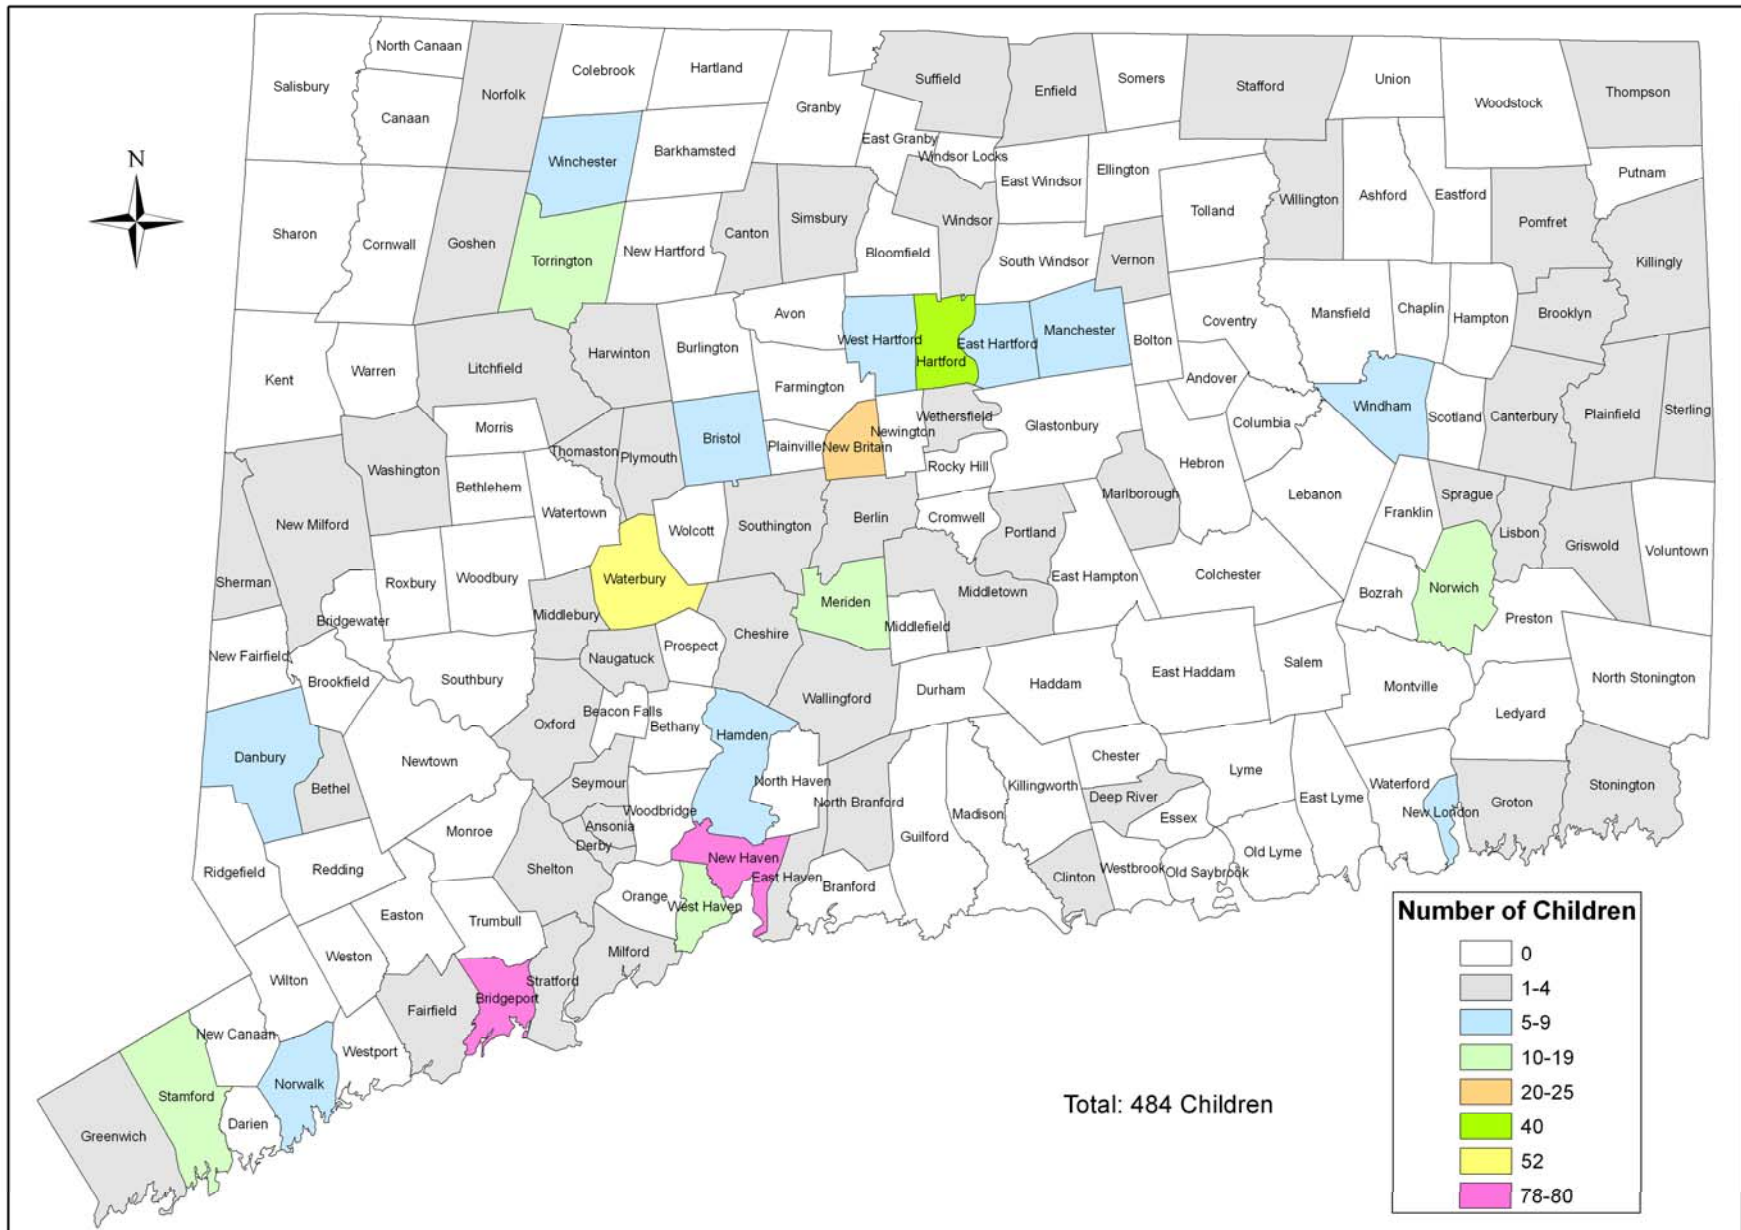 North Canaan
Colebrook
Hartland
Salisbury
Norfolk
Canaan
Granby
Suffield
Enfield
Somers
Stafford
Union
Woodstock
Thompson
N
Winchester
Barkhamsted
East Granby
Windsor Locks
East Windsor
Ellington
Willington
Ashford
Eastford
Putnam
Sharon
Cornwall
Goshen
Torrington
New Hartford
Canton
Simsbury
Bloomfield
Windsor
South Windsor
Vernon
Tolland
Pomfret
Killingly
Kent
Warren
Litchfield
Harwinton
Burlington
Avon
Farmington
West Hartford
Hartford
East Hartford
Manchester
Bolton
Coventry
Andover
Mansfield
Chaplin
Hampton
Brooklyn
Morris
Washington
Bethlehem
Watertown
Thomaston
Plymouth
Bristol
Plainville
New Britain
Newington
Wethersfield
Rocky Hill
Glastonbury
Marlborough
Hebron
Columbia
Windham
Scotland
Canterbury
Plainfield
Sterling
New Milford
Sherman
Roxbury
Woodbury
Waterbury
Wolcott
Southington
Berlin
Cromwell
Portland
East Hampton
Colchester
Lebanon
Franklin
Sprague
Lisbon
Griswold
Voluntown
Bridgewater
New Fairfield
Brookfield
Southbury
Middlebury
Naugatuck
Prospect
Cheshire
Meriden
Middlefield
Middletown
Bozrah
Norwich
Preston
Danbury
Bethel
Newtown
Oxford
Beacon Falls
Bethany
Hamden
Wallingford
Durham
Haddam
East Haddam
Salem
Montville
Ledyard
North Stonington
Seymour
Woodbridge
North Haven
North Branford
Guilford
Madison
Killingworth
Chester
Deep River
Essex
Lyme
East Lyme
Waterford
New London
Groton
Stonington
Ridgefield
Redding
Monroe
Shelton
Ansonia
Derby
Orange
New Haven
West Haven
East Haven
Branford
Clinton
Westbrook
Old Saybrook
Old Lyme
Wilton
Weston
Easton
Trumbull
Bridgeport
Stratford
Milford
Fairfield
New Canaan
Westport
Norwalk
Stamford
Darien
Greenwich
Total: 484 Children
Number of Children
0
1-4
5-9
10-19
20-25
40
52
78-80